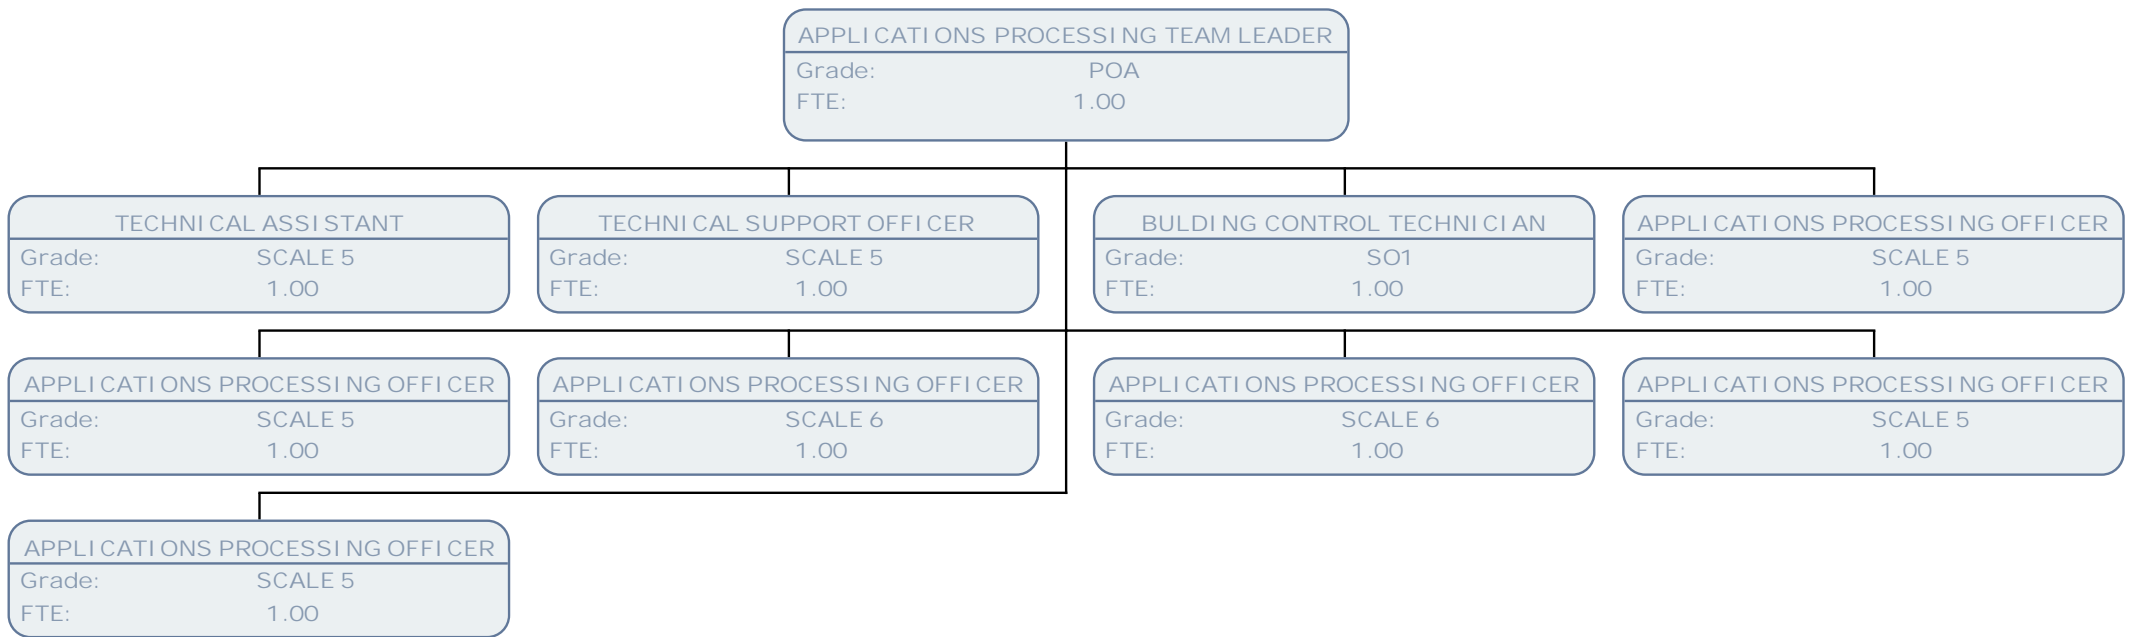 APPLICATIONS PROCESSING TEAM LEADER
Grade: POA
FTE: 1.00
TECHNICAL ASSISTANT
Grade: SCALE 5
FTE: 1.00
TECHNICAL SUPPORT OFFICER
Grade: SCALE 5
FTE: 1.00
BULDING CONTROL TECHNICIAN
Grade: SO1
FTE: 1.00
APPLICATIONS PROCESSING OFFICER
Grade: SCALE 5
FTE: 1.00
APPLICATIONS PROCESSING OFFICER
Grade: SCALE 5
FTE: 1.00
APPLICATIONS PROCESSING OFFICER
Grade: SCALE 6
FTE: 1.00
APPLICATIONS PROCESSING OFFICER
Grade: SCALE 6
FTE: 1.00
APPLICATIONS PROCESSING OFFICER
Grade: SCALE 5
FTE: 1.00
APPLICATIONS PROCESSING OFFICER
Grade: SCALE 5
FTE: 1.00